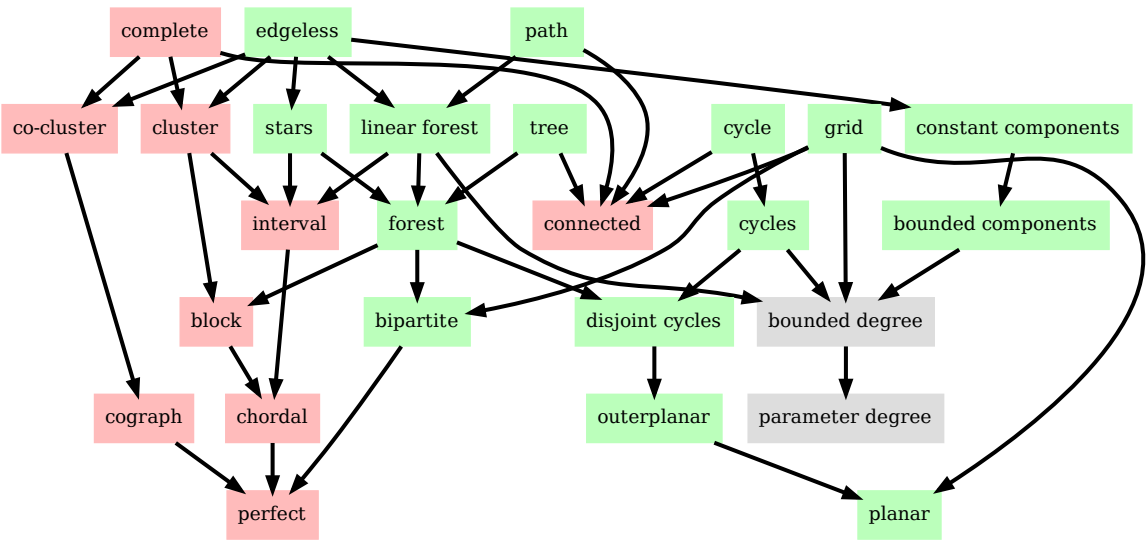 complete
edgeless
path
co-cluster
cluster
stars
linear forest
tree
cycle
grid
constant components
interval
forest
connected
cycles
bounded components
block
bipartite
disjoint cycles
bounded degree
cograph
chordal
outerplanar
parameter degree
perfect
planar